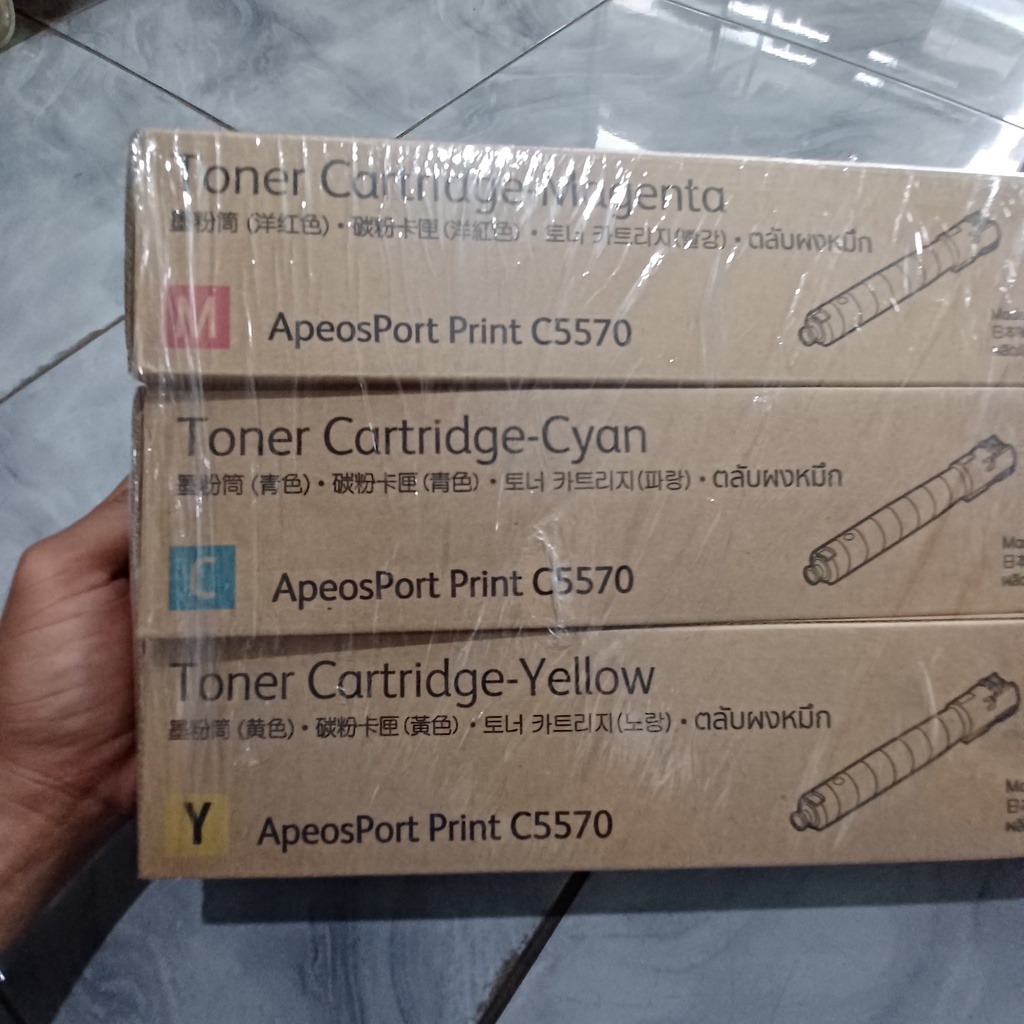 Toner Cartridge-Magenta
墨粉筒 (洋红色)・碳粉卡匣 (洋紅色)・토너 카트리지(빨강)・ตลับผงหมึก
M
ApeosPort Print C5570
Toner Cartridge-Cyan
墨粉筒 (青色)・碳粉卡匣 (青色)・토너 카트리지(파랑)・ตลับผงหมึก
C
ApeosPort Print C5570
Toner Cartridge-Yellow
墨粉筒 (黄色)・碳粉卡匣 (黃色)・토너 카트리지(노랑)・ตลับผงหมึก
Y
ApeosPort Print C5570